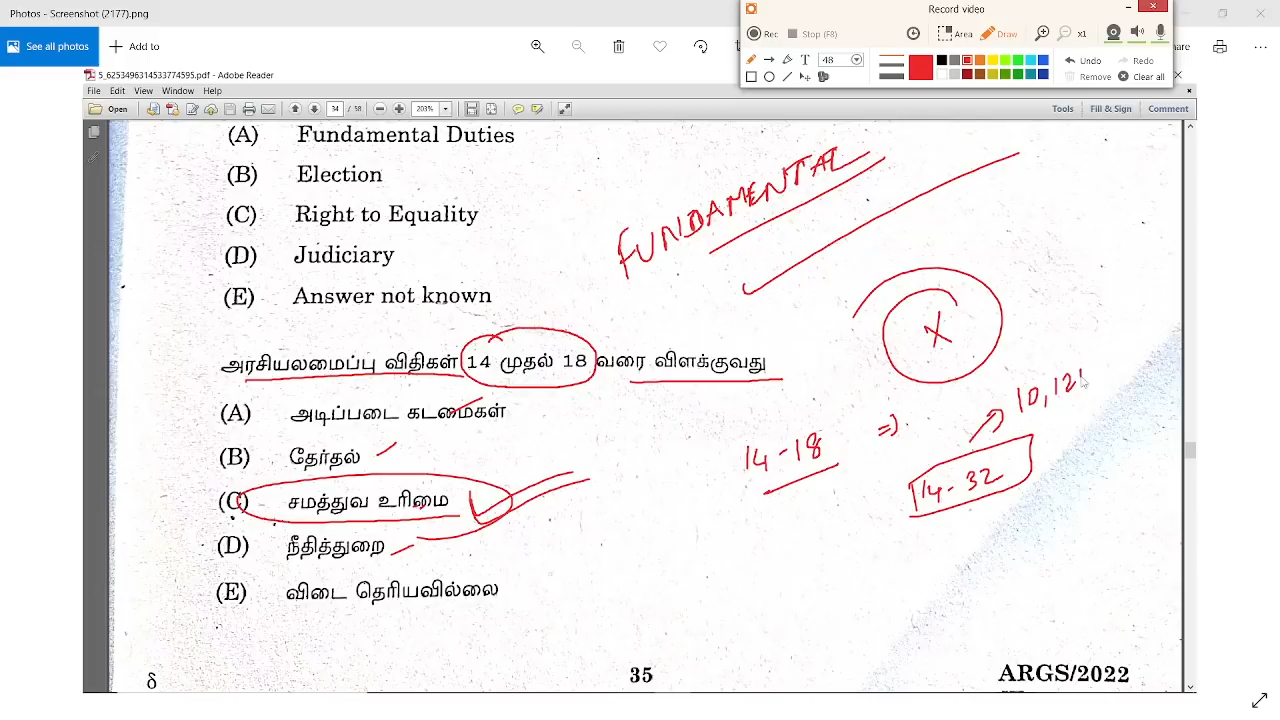 Photos - Screenshot (2177).png
Record video
See all photos
Add to
Rec
Stop (F8)
Area
Draw
x1
48
Undo
Redo
Remove
Clear all
5_6253496314533774595.pdf - Adobe Reader
File Edit View Window Help
Open
34 / 58
203%
Tools
Fill & Sign
Comment
(A) Fundamental Duties
(B) Election
(C) Right to Equality
(D) Judiciary
(E) Answer not known
FUNDAMENTAL
X
அரசியலமைப்பு விதிகள் 14 முதல் 18 வரை விளக்குவது
(A) அடிப்படை கடமைகள்
(B) தேர்தல்
(C) சமத்துவ உரிமை
(D) நீதித்துறை
(E) விடை தெரியவில்லை
14-18 =>
10, 12
14-32
35
ARGS/2022